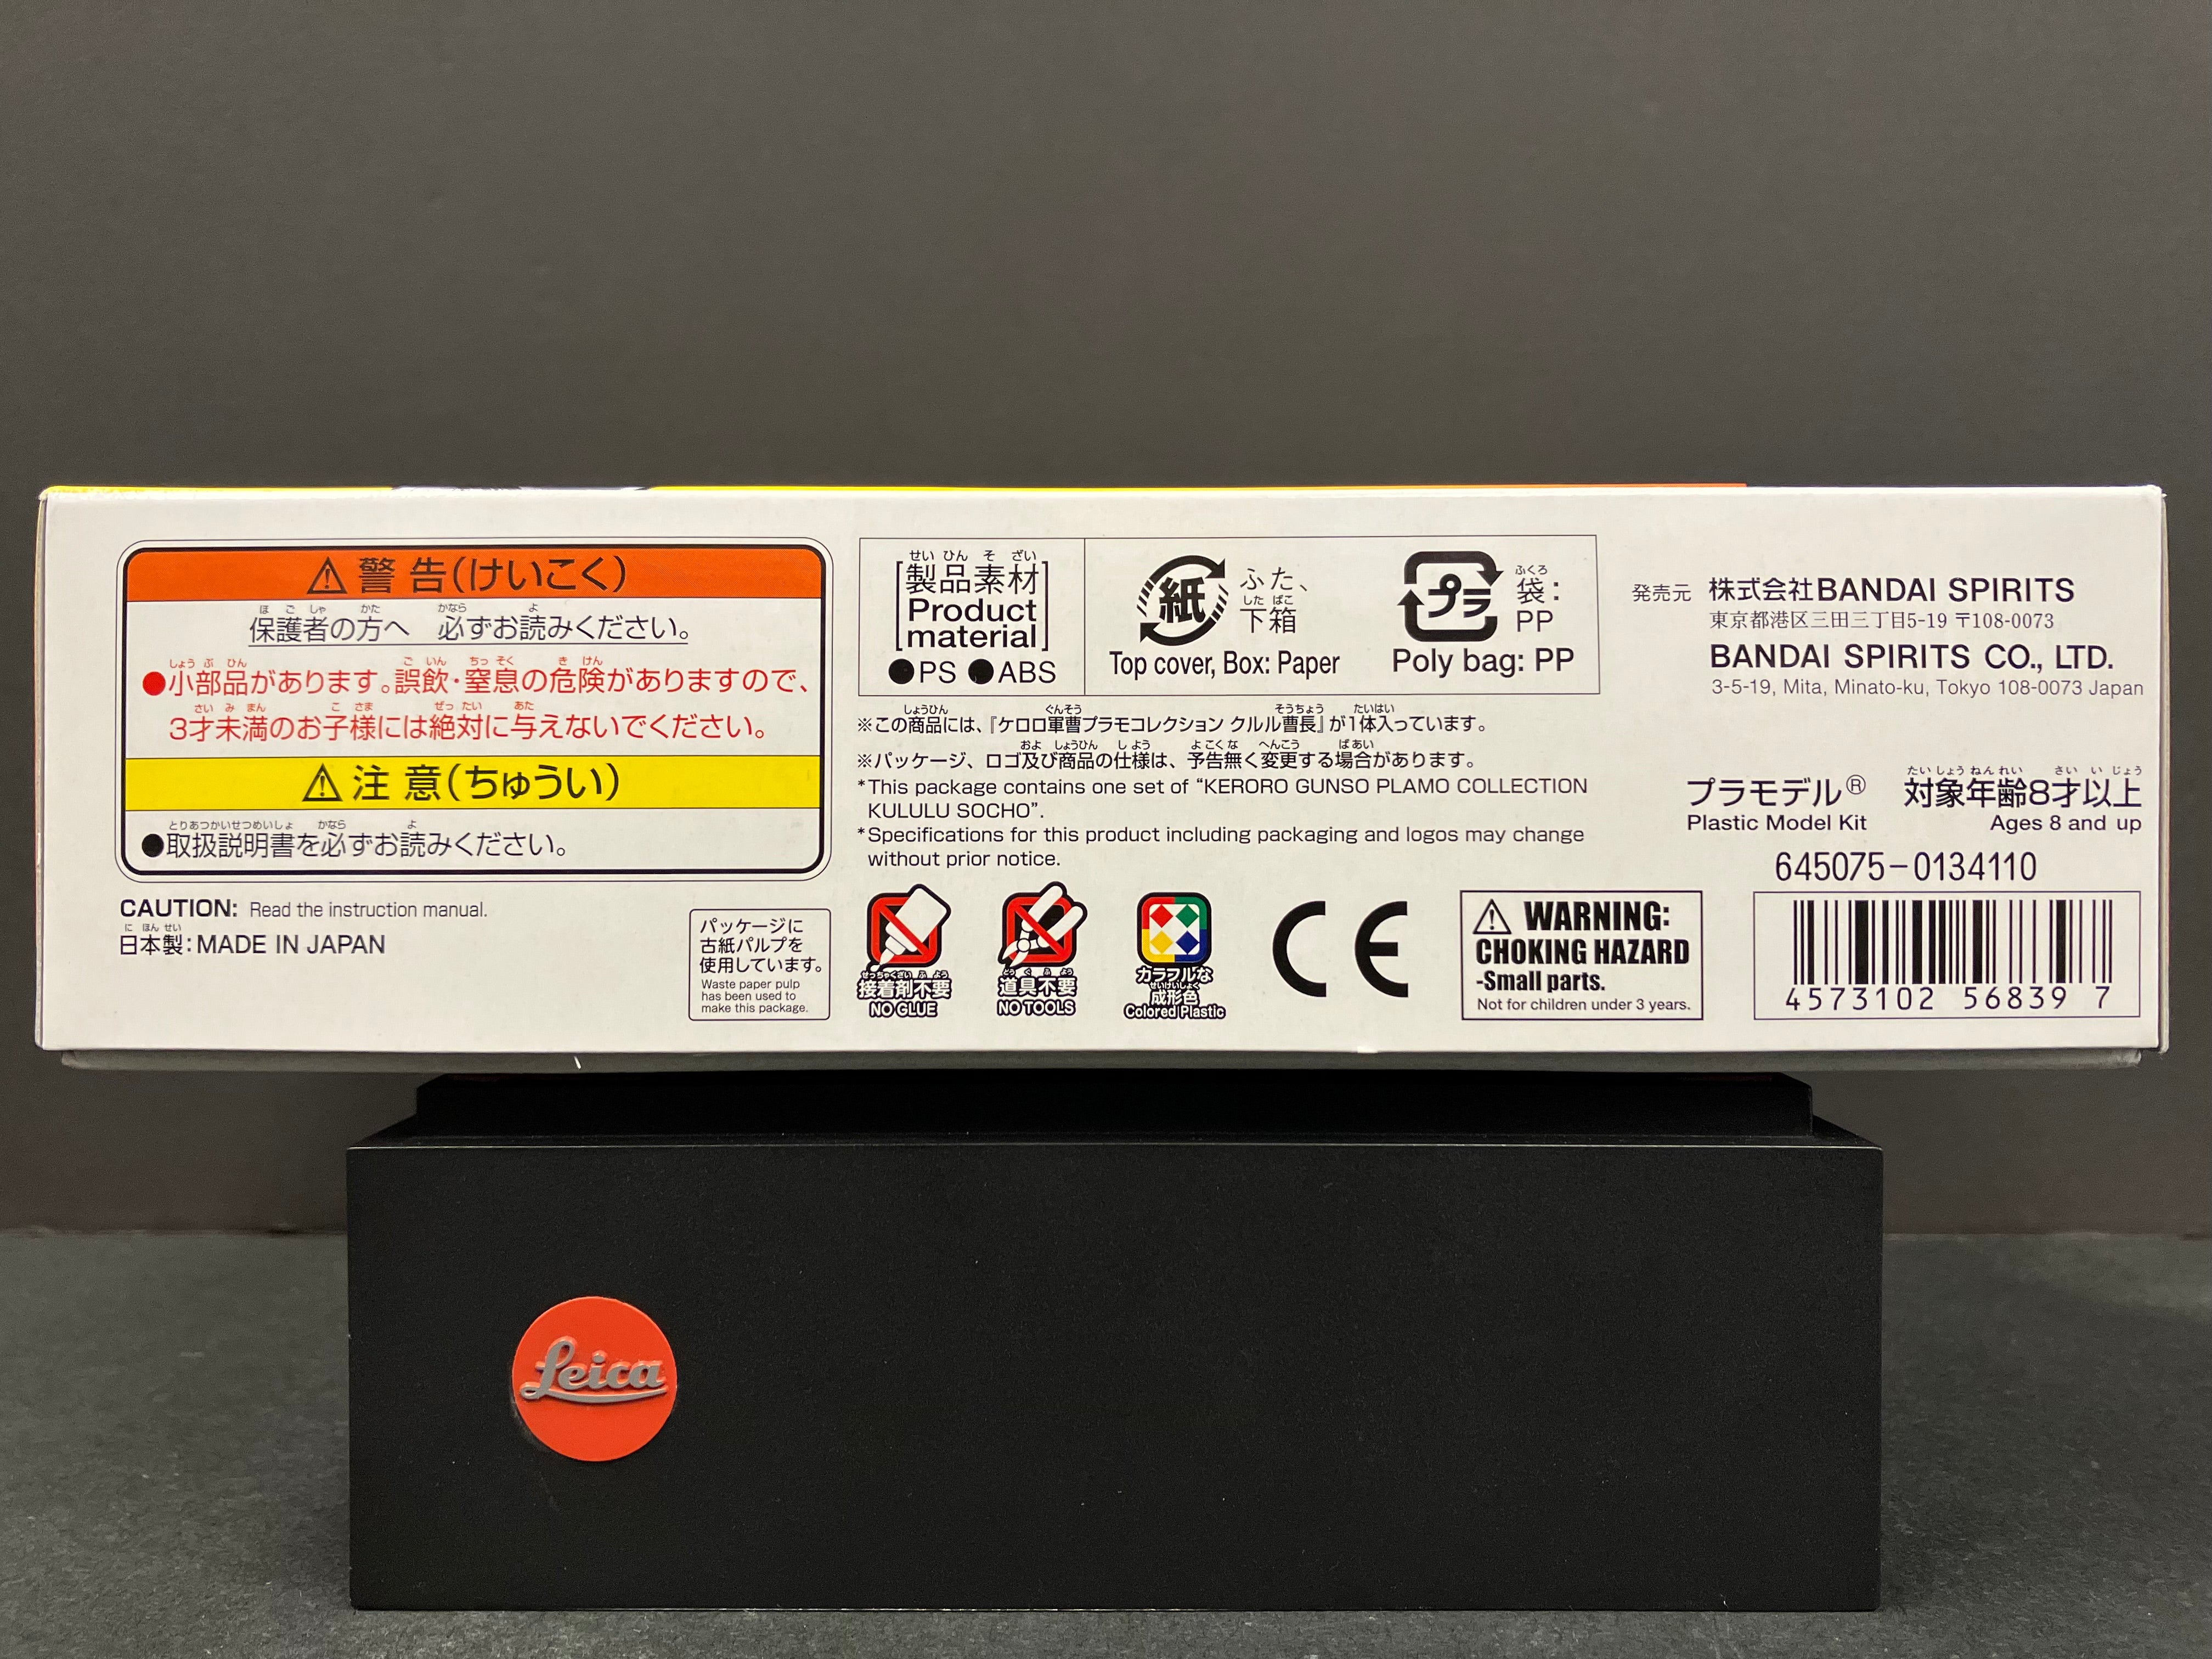 ⚠ 警告(けいこく)
保護者の方へ 必ずお読みください。
●小部品があります。誤飲・窒息の危険がありますので、
3才未満のお子様には絶対に与えないでください。
⚠ 注意(ちゅうい)
●取扱説明書を必ずお読みください。
CAUTION: Read the instruction manual.
日本製:MADE IN JAPAN
パッケージに
古紙パルプを
使用しています。
Waste paper pulp
has been used to
make this package.
[製品素材
Product
material]
●PS ●ABS
紙
ふた、
下箱
Top cover, Box: Paper
プラ
袋:
PP
Poly bag: PP
※この商品には、『ケロロ軍曹プラモコレクション クルル曹長』が1体入っています。
※パッケージ、ロゴ及び商品の仕様は、予告無く変更する場合があります。
*This package contains one set of “KERORO GUNSO PLAMO COLLECTION
KULULU SOCHO”.
*Specifications for this product including packaging and logos may change
without prior notice.
接着剤不要
NO GLUE
道具不要
NO TOOLS
カラフルな
成形色
Colored Plastic
CE
⚠ WARNING:
CHOKING HAZARD
-Small parts.
Not for children under 3 years.
発売元 株式会社BANDAI SPIRITS
東京都港区三田三丁目5-19 〒108-0073
BANDAI SPIRITS CO., LTD.
3-5-19, Mita, Minato-ku, Tokyo 108-0073 Japan
プラモデル® 対象年齢8才以上
Plastic Model Kit Ages 8 and up
645075-0134110
4573102 56839 7
Leica